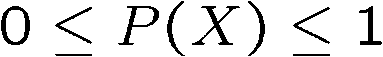 0 ≤ P(X) ≤ 1